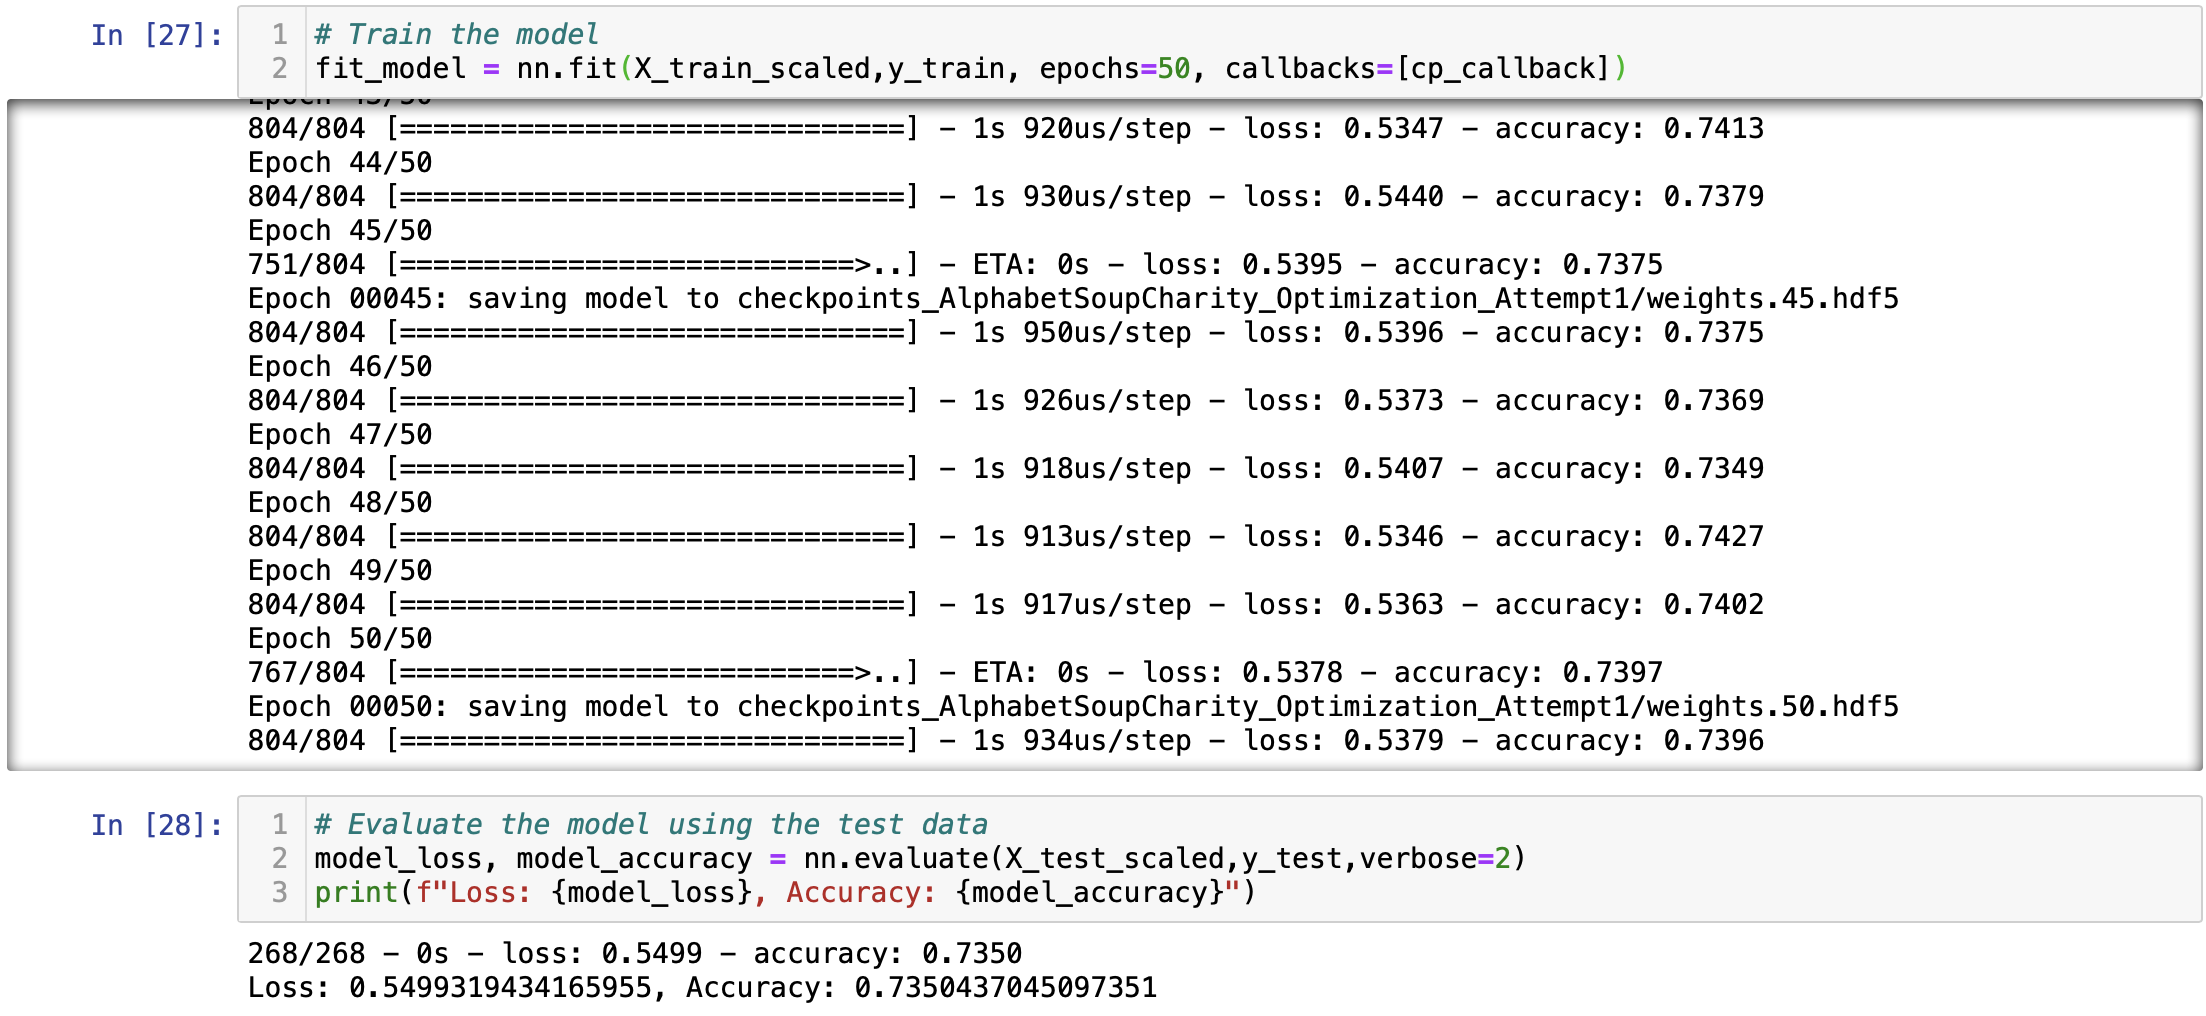 In [27]:
1 # Train the model
2 fit_model = nn.fit(X_train_scaled,y_train, epochs=50, callbacks=[cp_callback])
Epoch 43/50
804/804 [==============================] - 1s 920us/step - loss: 0.5347 - accuracy: 0.7413
Epoch 44/50
804/804 [==============================] - 1s 930us/step - loss: 0.5440 - accuracy: 0.7379
Epoch 45/50
751/804 [===========================>..] - ETA: 0s - loss: 0.5395 - accuracy: 0.7375
Epoch 00045: saving model to checkpoints_AlphabetSoupCharity_Optimization_Attempt1/weights.45.hdf5
804/804 [==============================] - 1s 950us/step - loss: 0.5396 - accuracy: 0.7375
Epoch 46/50
804/804 [==============================] - 1s 926us/step - loss: 0.5373 - accuracy: 0.7369
Epoch 47/50
804/804 [==============================] - 1s 918us/step - loss: 0.5407 - accuracy: 0.7349
Epoch 48/50
804/804 [==============================] - 1s 913us/step - loss: 0.5346 - accuracy: 0.7427
Epoch 49/50
804/804 [==============================] - 1s 917us/step - loss: 0.5363 - accuracy: 0.7402
Epoch 50/50
767/804 [===========================>..] - ETA: 0s - loss: 0.5378 - accuracy: 0.7397
Epoch 00050: saving model to checkpoints_AlphabetSoupCharity_Optimization_Attempt1/weights.50.hdf5
804/804 [==============================] - 1s 934us/step - loss: 0.5379 - accuracy: 0.7396
In [28]:
1 # Evaluate the model using the test data
2 model_loss, model_accuracy = nn.evaluate(X_test_scaled,y_test,verbose=2)
3 print(f"Loss: {model_loss}, Accuracy: {model_accuracy}")
268/268 - 0s - loss: 0.5499 - accuracy: 0.7350
Loss: 0.5499319434165955, Accuracy: 0.7350437045097351